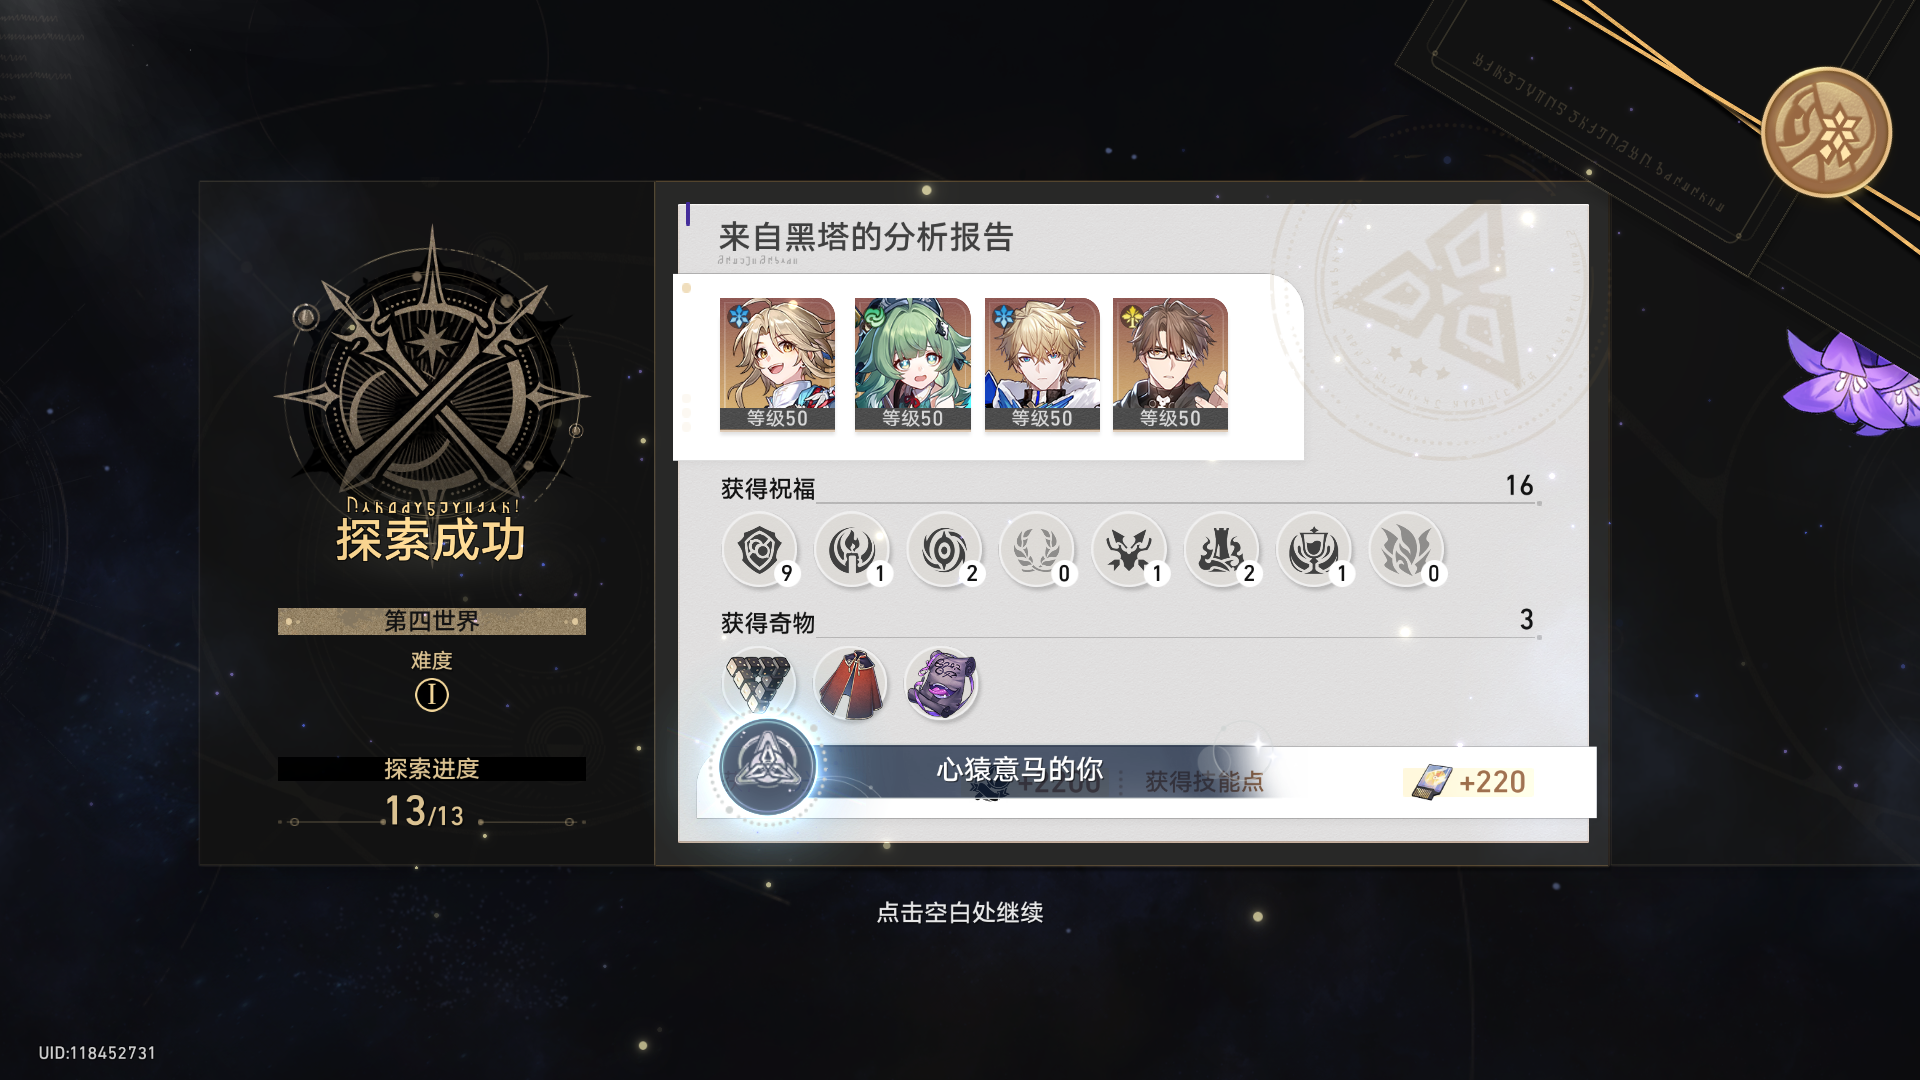 来自黑塔的分析报告
等级50
等级50
等级50
等级50
获得祝福
16
9
1
2
0
1
2
1
0
获得奇物
3
心猿意马的你
+2200
获得技能点
+220
探索成功
第四世界
难度
I
探索进度
13/13
点击空白处继续
UID:118452731